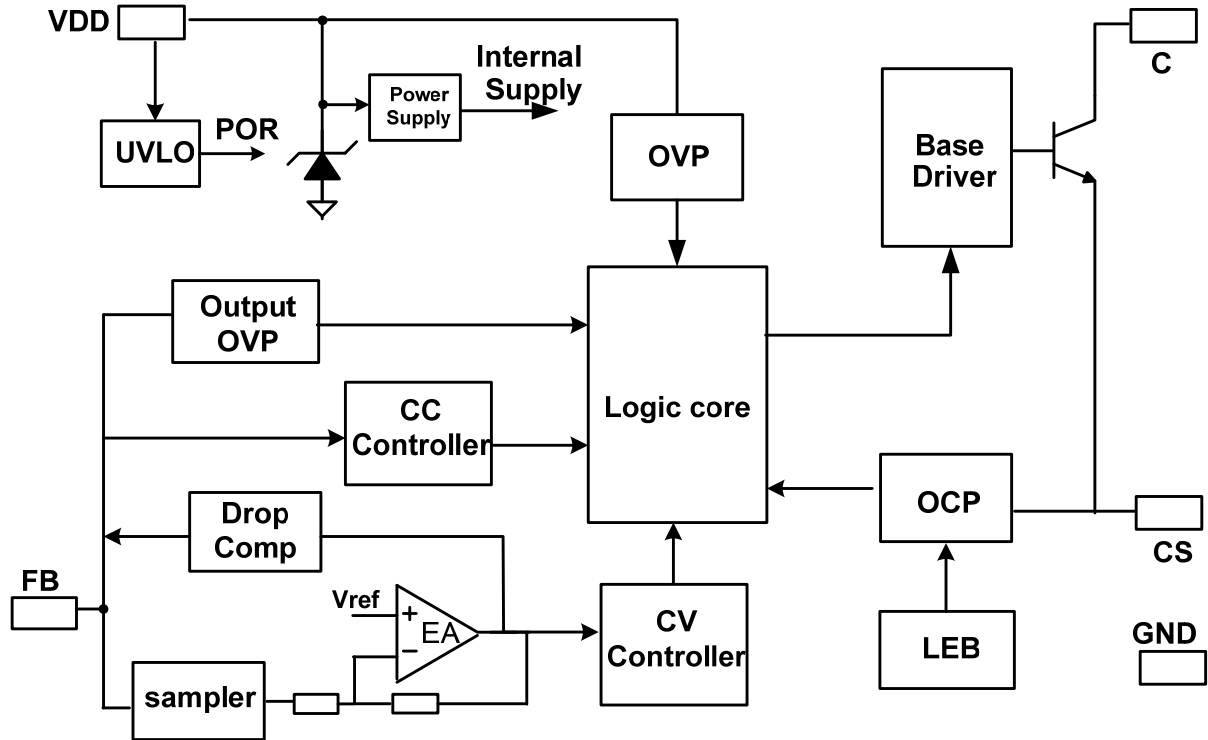 VDD
C
Internal
Supply
Power
Supply
POR
UVLO
OVP
Base
Driver
Output
OVP
CC
Controller
Logic core
Drop
Comp
OCP
CS
FB
Vref
+
EA
−
CV
Controller
LEB
GND
sampler